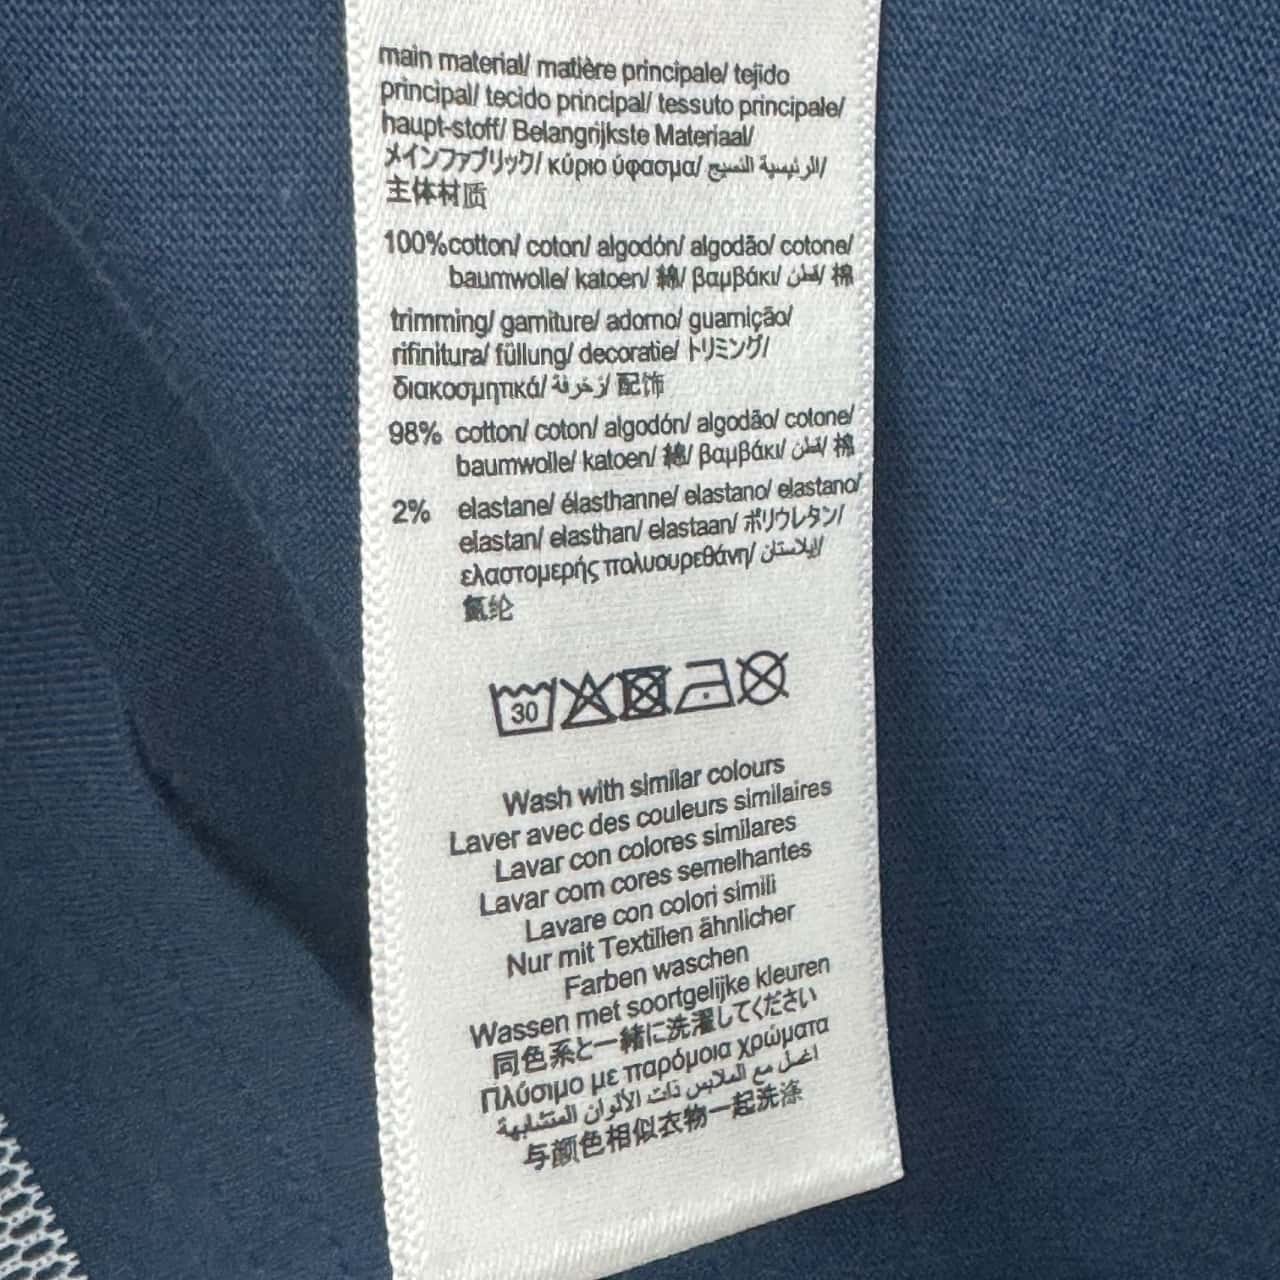 main material/ matière principale/ tejido
principal/ tecido principal/ tessuto principale/
haupt-stoff/ Belangrijkste Materiaal/
メインファブリック/ κύριο ύφασμα/ الرئيسية النسيج/
主体材质
100%cotton/ coton/ algodón/ algodão/ cotone/
baumwolle/ katoen/ 綿/ βαμβάκι/ قطن/ 棉
trimming/ garniture/ adorno/ guarnição/
rifinitura/ füllung/ decoratie/ トリミング/
διακοσμητικά/ زخرفة/ 配饰
98% cotton/ coton/ algodón/ algodão/ cotone/
baumwolle/ katoen/ 綿/ βαμβάκι/ قطن/ 棉
2% elastane/ élasthanne/ elastano/ elastano/
elastan/ elasthan/ elastaan/ ポリウレタン/
ελαστομερής πολυουρεθάνη/ إيلاستان/
氨纶
30
Wash with similar colours
Laver avec des couleurs similaires
Lavar con colores similares
Lavar com cores semelhantes
Lavare con colori simili
Nur mit Textilien ähnlicher
Farben waschen
Wassen met soortgelijke kleuren
同色系と一緒に洗濯してください
Πλύσιμο με παρόμοια χρώματα
اغسل مع الملابس ذات الألوان المتشابهة
与颜色相似衣物一起洗涤